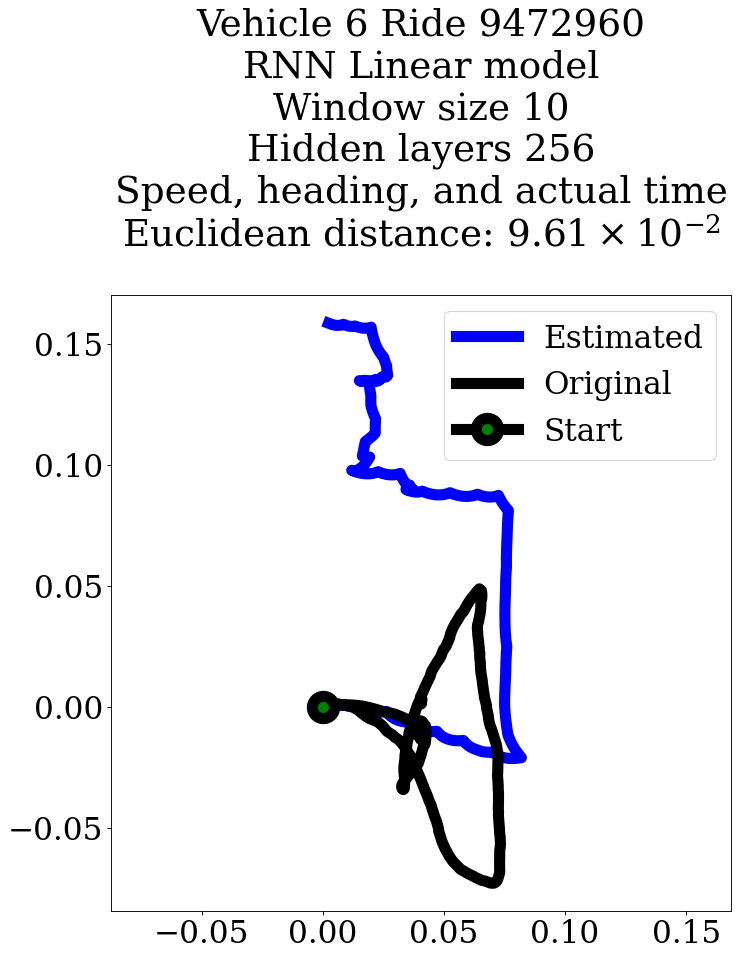 Vehicle 6 Ride 9472960
RNN Linear model
Window size 10
Hidden layers 256
Speed, heading, and actual time
Euclidean distance: 9.61 × 10⁻²
Estimated
Original
Start
0.15
0.10
0.05
0.00
−0.05
−0.05 0.00 0.05 0.10 0.15